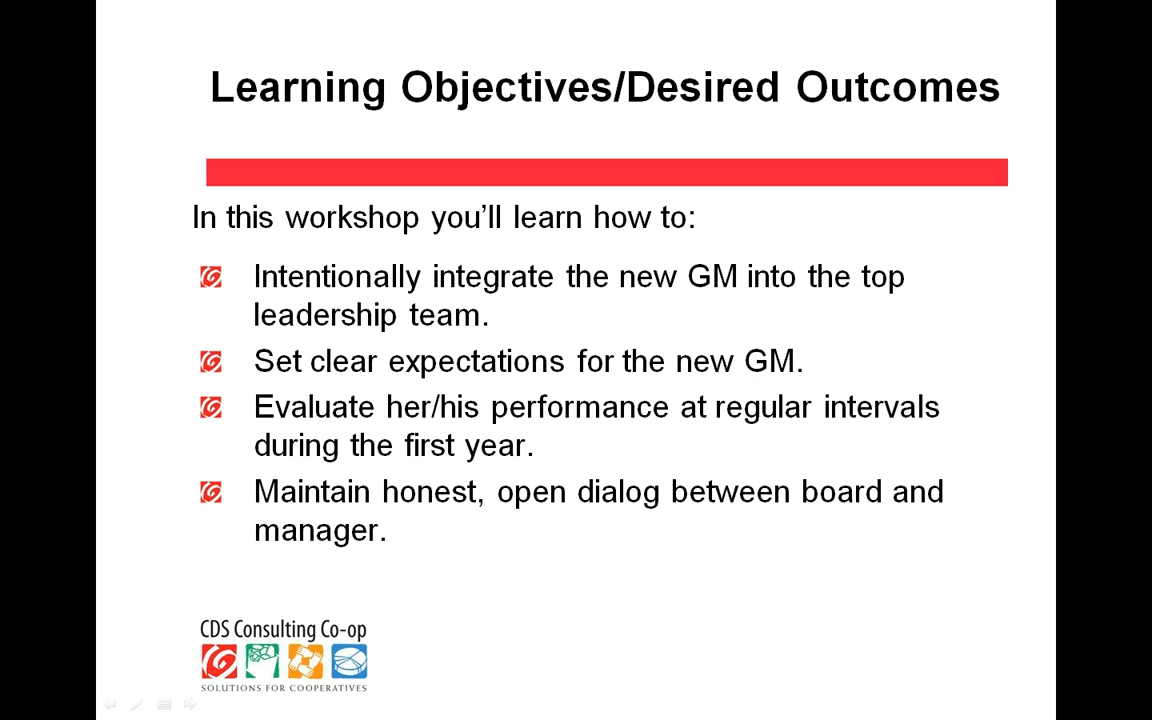 Learning Objectives/Desired Outcomes
In this workshop you'll learn how to:
Intentionally integrate the new GM into the top
leadership team.
Set clear expectations for the new GM.
Evaluate her/his performance at regular intervals
during the first year.
Maintain honest, open dialog between board and
manager.
CDS Consulting Co-op
SOLUTIONS FOR COOPERATIVES